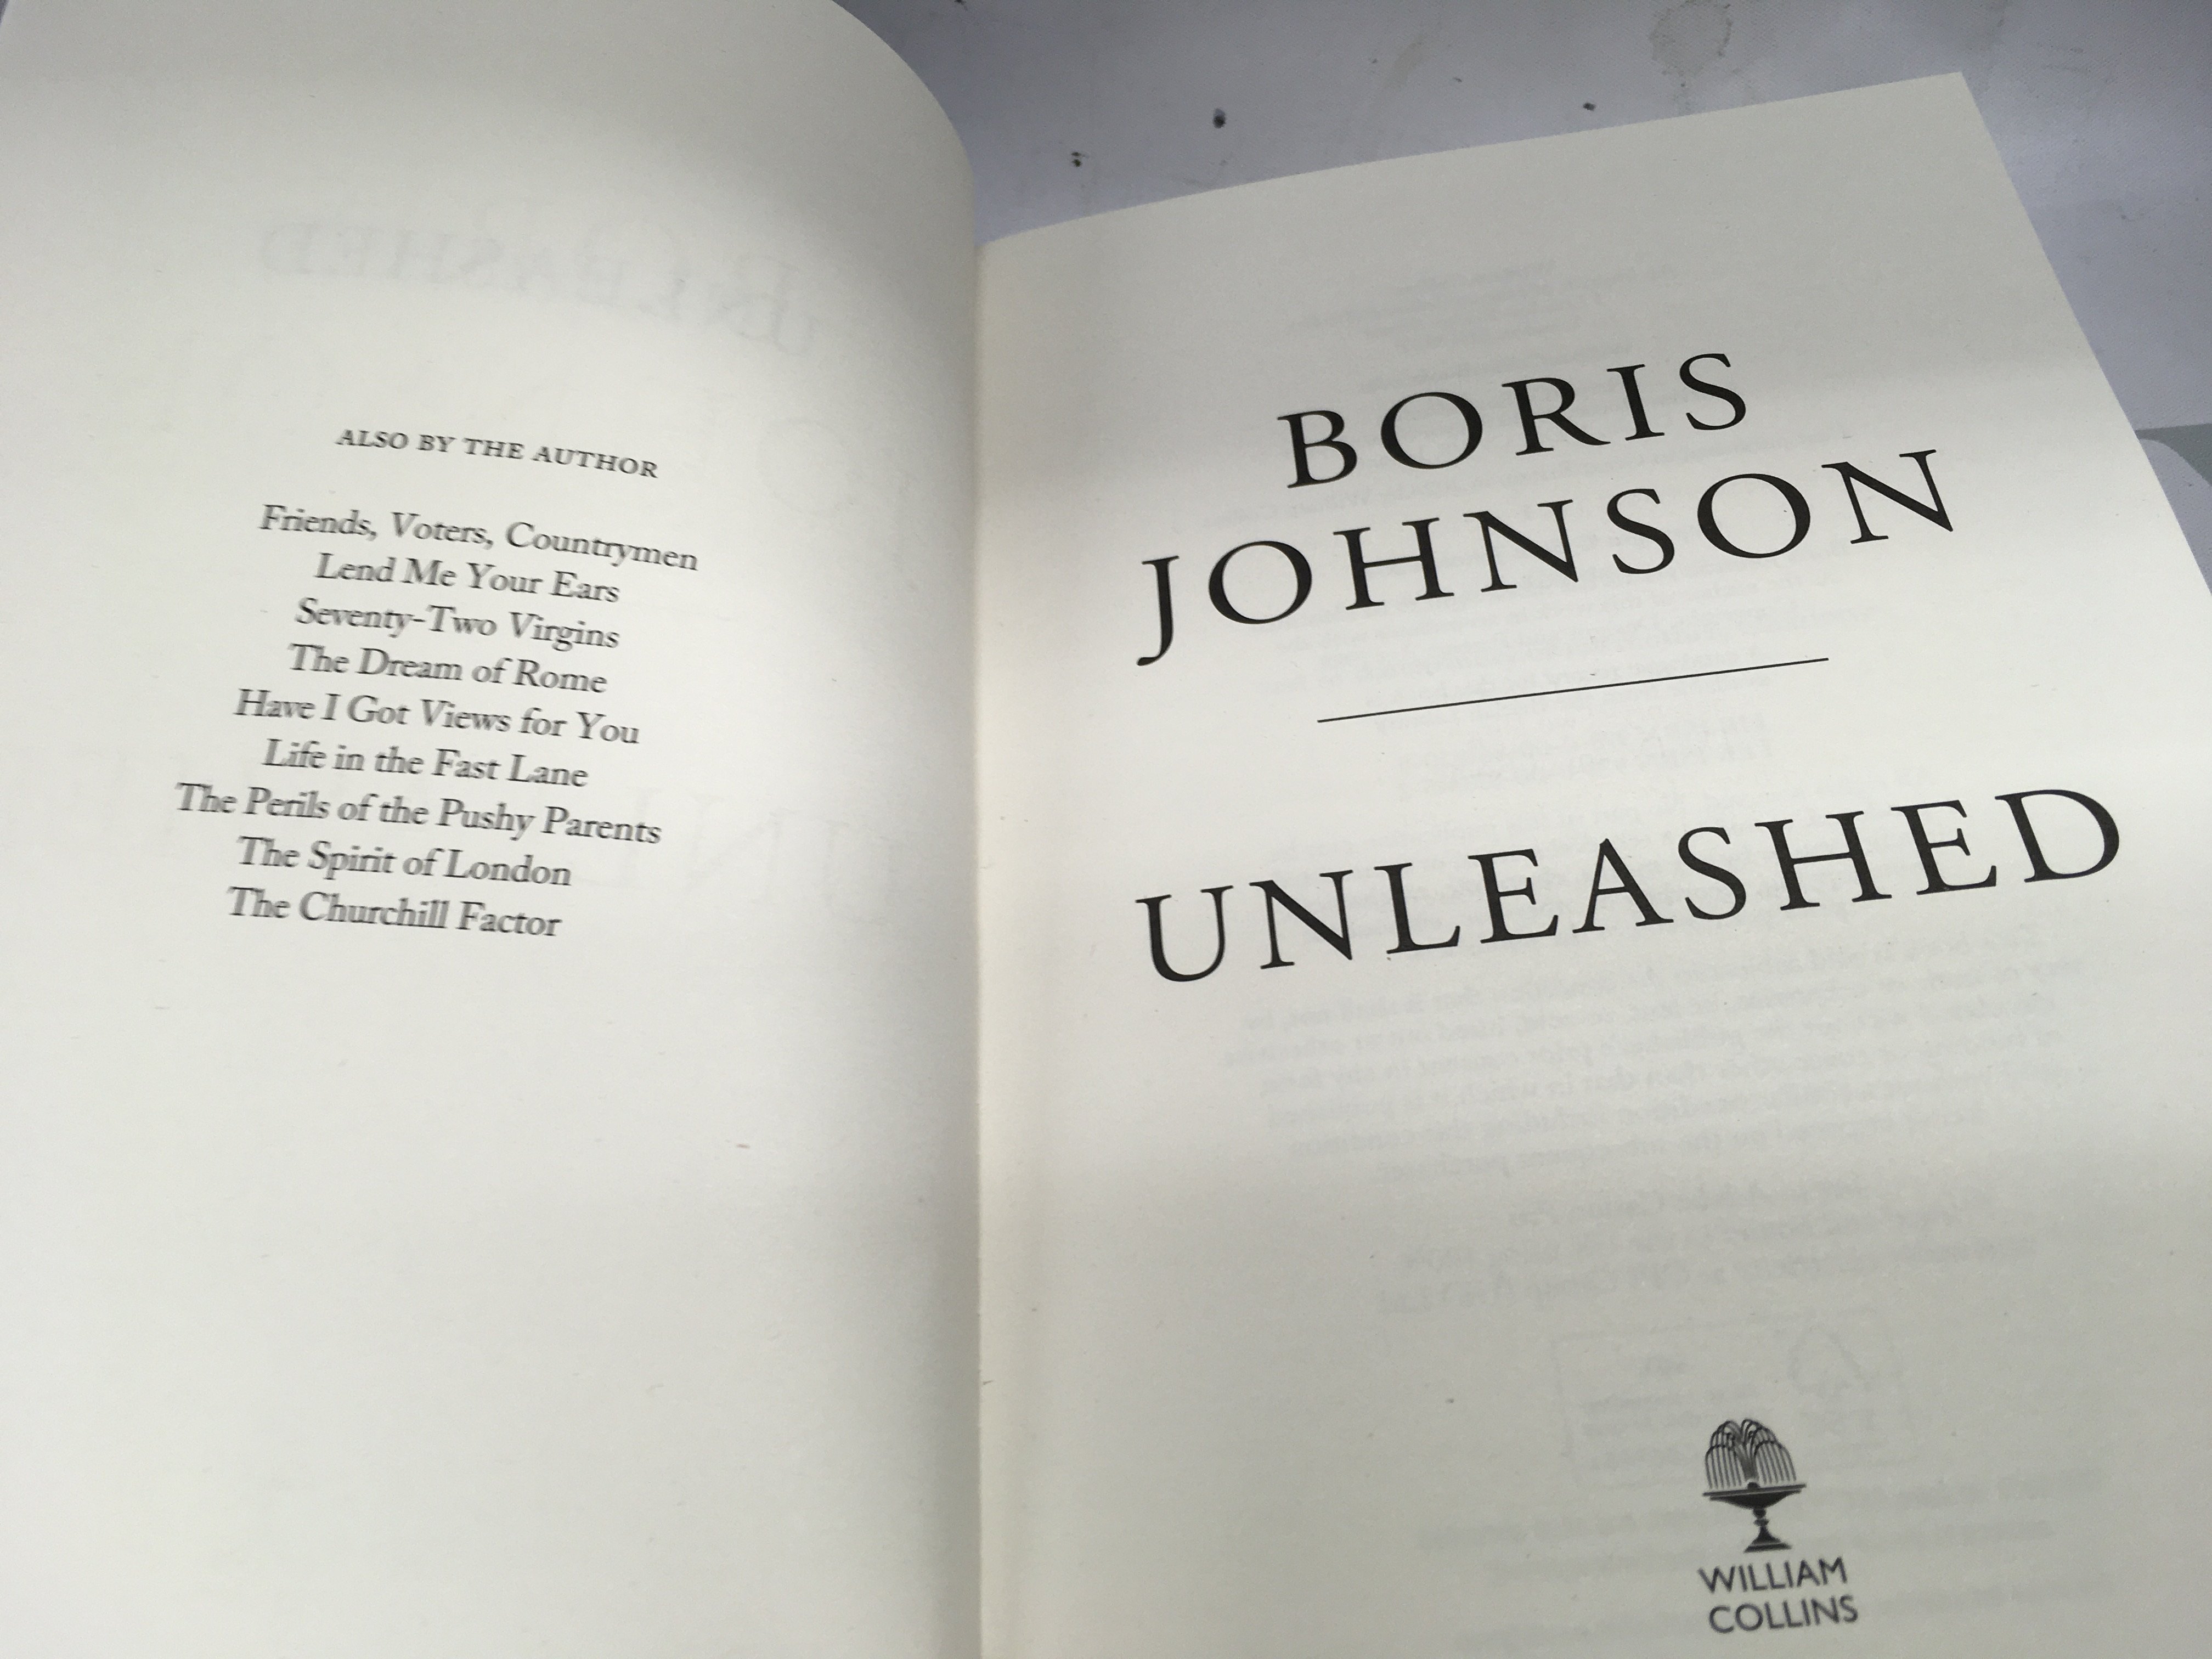 ALSO BY THE AUTHOR
Friends, Voters, Countrymen
Lend Me Your Ears
Seventy-Two Virgins
The Dream of Rome
Have I Got Views for You
Life in the Fast Lane
The Perils of the Pushy Parents
The Spirit of London
The Churchill Factor
BORIS
JOHNSON
UNLEASHED
WILLIAM
COLLINS